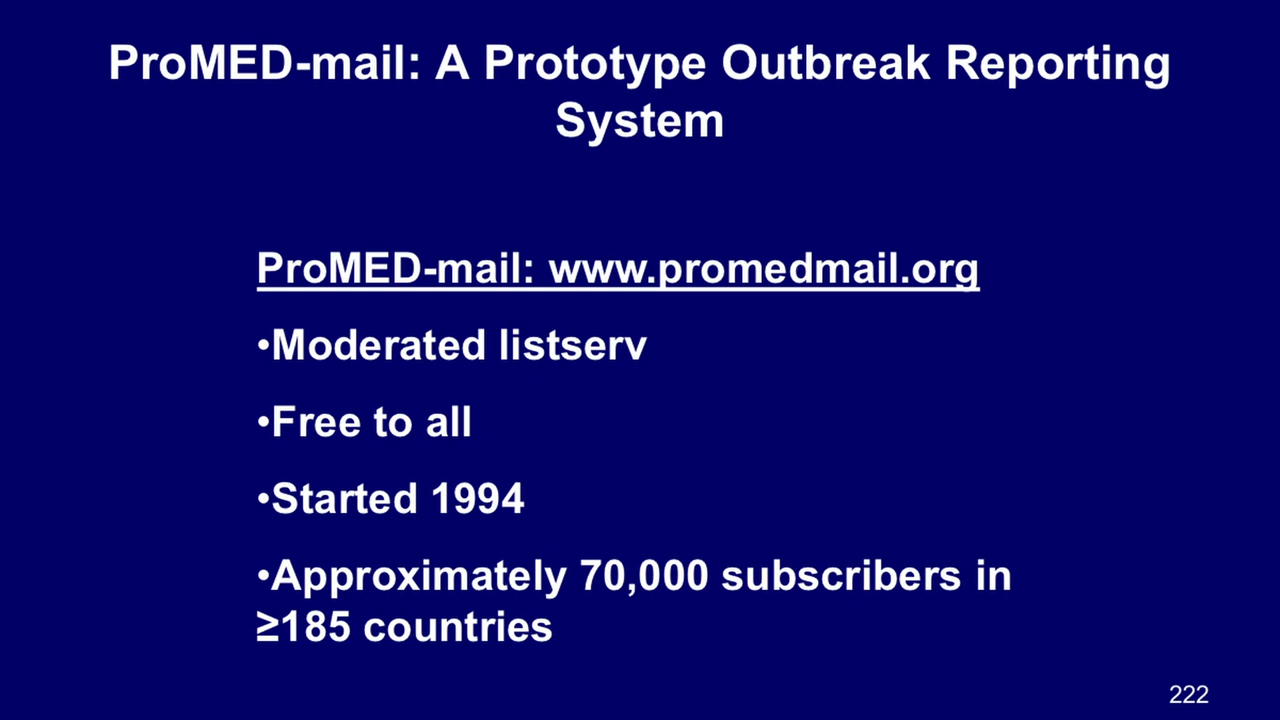 ProMED-mail: A Prototype Outbreak Reporting
System
ProMED-mail: www.promedmail.org
•Moderated listserv
•Free to all
•Started 1994
•Approximately 70,000 subscribers in
≥185 countries
222